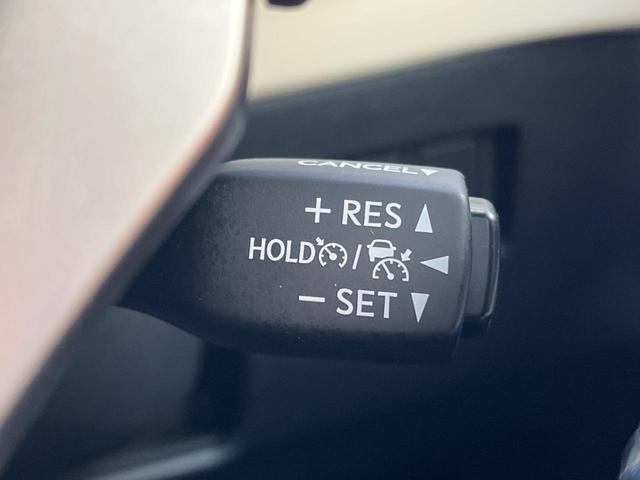 CANCEL▼
+ RES ▲
HOLD / ◀
− SET ▼